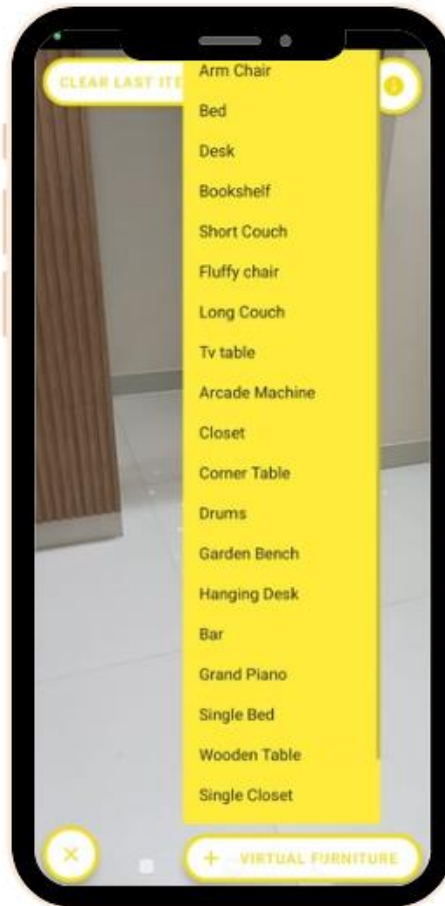 CLEAR LAST ITE
Arm Chair
Bed
Desk
Bookshelf
Short Couch
Fluffy chair
Long Couch
Tv table
Arcade Machine
Closet
Corner Table
Drums
Garden Bench
Hanging Desk
Bar
Grand Piano
Single Bed
Wooden Table
Single Closet
+ VIRTUAL FURNITURE